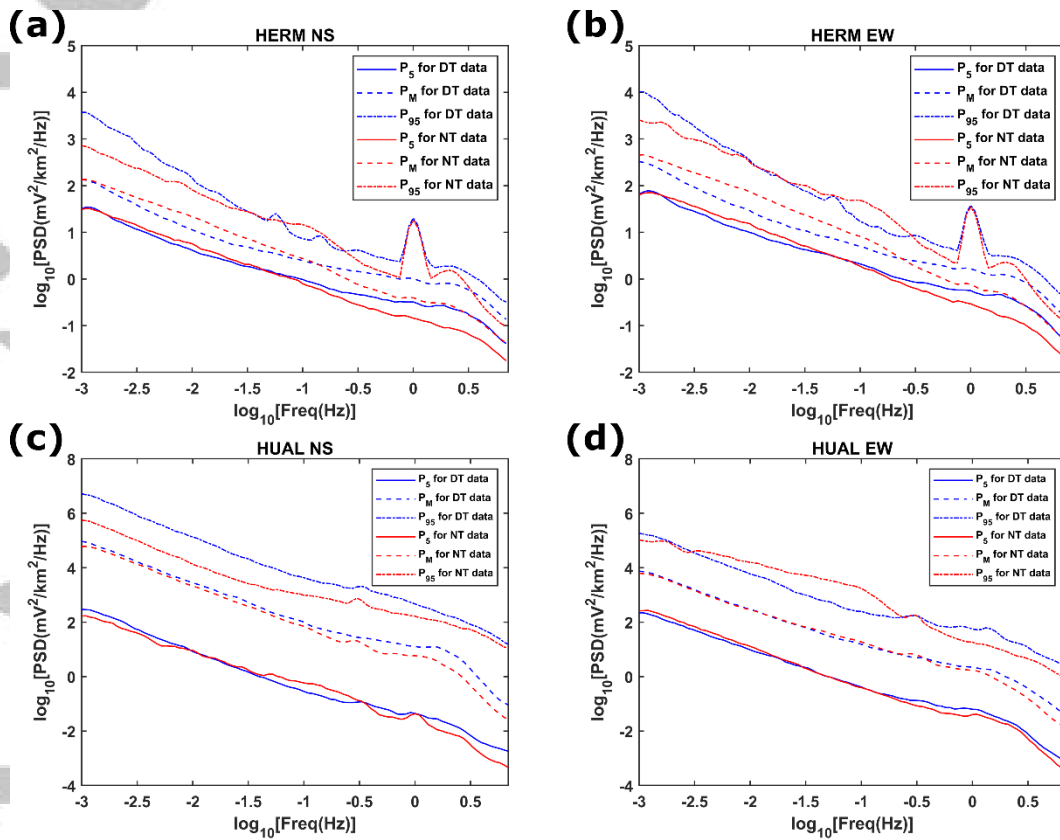 (a)
HERM NS
log10[PSD(mV2/km2/Hz)]
5
4
3
2
1
0
-1
-2
P5 for DT data
PM for DT data
P95 for DT data
P5 for NT data
PM for NT data
P95 for NT data
-3 -2.5 -2 -1.5 -1 -0.5 0 0.5
log10[Freq(Hz)]
(b)
HERM EW
log10[PSD(mV2/km2/Hz)]
5
4
3
2
1
0
-1
-2
P5 for DT data
PM for DT data
P95 for DT data
P5 for NT data
PM for NT data
P95 for NT data
-3 -2.5 -2 -1.5 -1 -0.5 0 0.5
log10[Freq(Hz)]
(c)
HUAL NS
log10[PSD(mV2/km2/Hz)]
8
6
4
2
0
-2
-4
P5 for DT data
PM for DT data
P95 for DT data
P5 for NT data
PM for NT data
P95 for NT data
-3 -2.5 -2 -1.5 -1 -0.5 0 0.5
log10[Freq(Hz)]
(d)
HUAL EW
log10[PSD(mV2/km2/Hz)]
8
6
4
2
0
-2
-4
P5 for DT data
PM for DT data
P95 for DT data
P5 for NT data
PM for NT data
P95 for NT data
-3 -2.5 -2 -1.5 -1 -0.5 0 0.5
log10[Freq(Hz)]